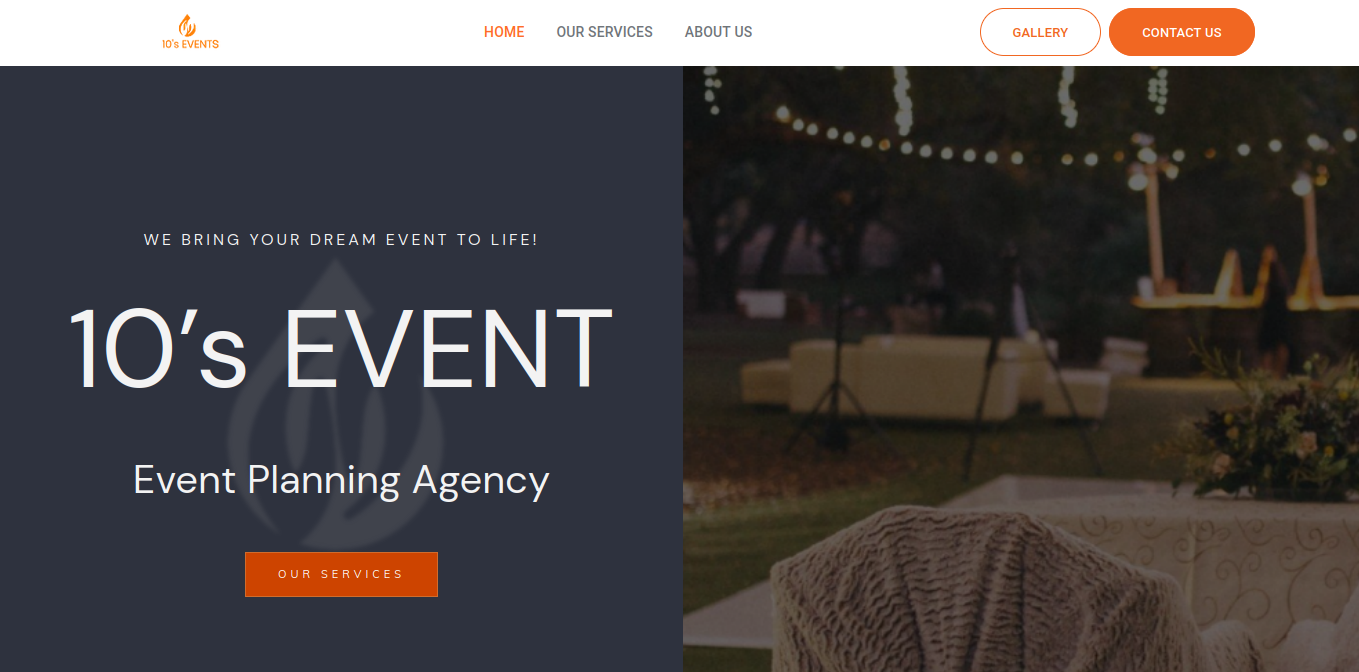 10's EVENTS
HOME OUR SERVICES ABOUT US GALLERY CONTACT US
WE BRING YOUR DREAM EVENT TO LIFE!
10’s EVENT
Event Planning Agency
OUR SERVICES